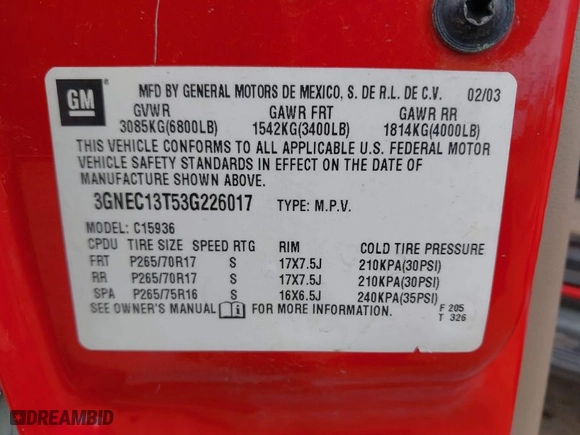 GM
MFD BY GENERAL MOTORS DE MEXICO, S. DE R.L. DE C.V. 02/03
GVWR GAWR FRT GAWR RR
3085KG(6800LB) 1542KG(3400LB) 1814KG(4000LB)
THIS VEHICLE CONFORMS TO ALL APPLICABLE U.S. FEDERAL MOTOR
VEHICLE SAFETY STANDARDS IN EFFECT ON THE DATE OF
MANUFACTURE SHOWN ABOVE.
3GNEC13T53G226017 TYPE: M.P.V.
MODEL: C15936
CPDU TIRE SIZE SPEED RTG RIM COLD TIRE PRESSURE
FRT P265/70R17 S 17X7.5J 210KPA(30PSI)
RR P265/70R17 S 17X7.5J 210KPA(30PSI)
SPA P265/75R16 S 16X6.5J 240KPA(35PSI)
SEE OWNER'S MANUAL i FOR MORE INFORMATION. F 205
T 326
DREAMBID